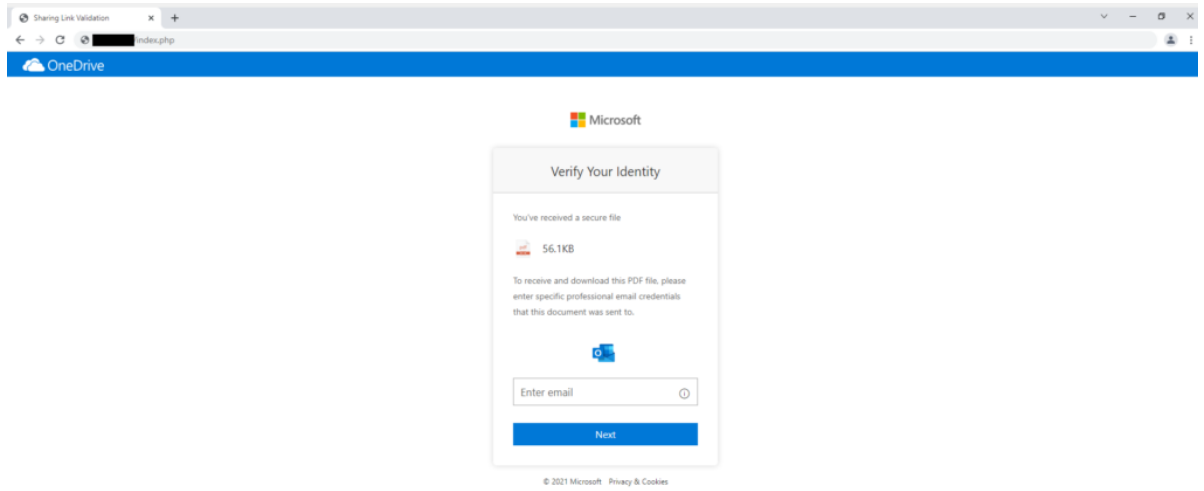 Sharing Link Validation
/index.php
OneDrive
Microsoft
Verify Your Identity
You've received a secure file
56.1KB
To receive and download this PDF file, please
enter specific professional email credentials
that this document was sent to.
Enter email
Next
© 2021 Microsoft Privacy & Cookies